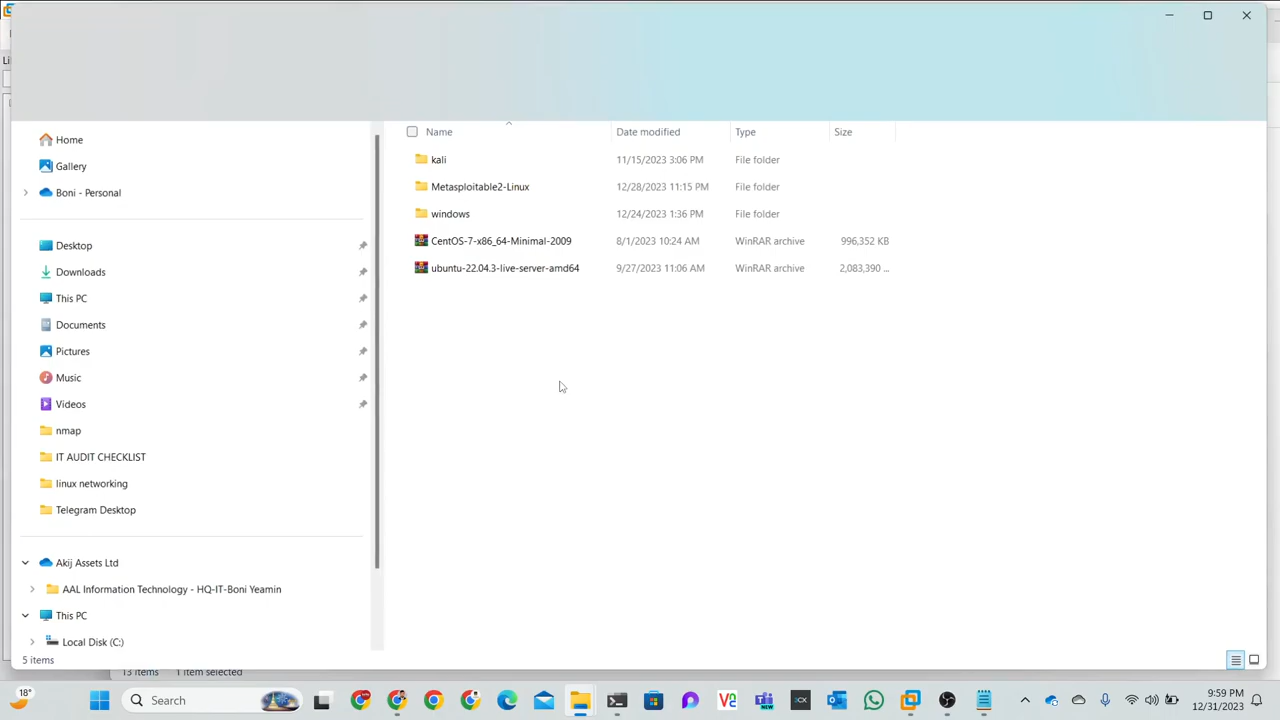 Li
Name Date modified Type Size
Home
kali 11/15/2023 3:06 PM File folder
Gallery
Metasploitable2-Linux 12/28/2023 11:15 PM File folder
Boni - Personal
windows 12/24/2023 1:36 PM File folder
CentOS-7-x86_64-Minimal-2009 8/1/2023 10:24 AM WinRAR archive 996,352 KB
Desktop
ubuntu-22.04.3-live-server-amd64 9/27/2023 11:06 AM WinRAR archive 2,083,390 ...
Downloads
This PC
Documents
Pictures
Music
Videos
nmap
IT AUDIT CHECKLIST
linux networking
Telegram Desktop
Akij Assets Ltd
AAL Information Technology - HQ-IT-Boni Yeamin
This PC
Local Disk (C:)
5 items
13 items 1 item selected
18°
Search
9:59 PM
12/31/2023